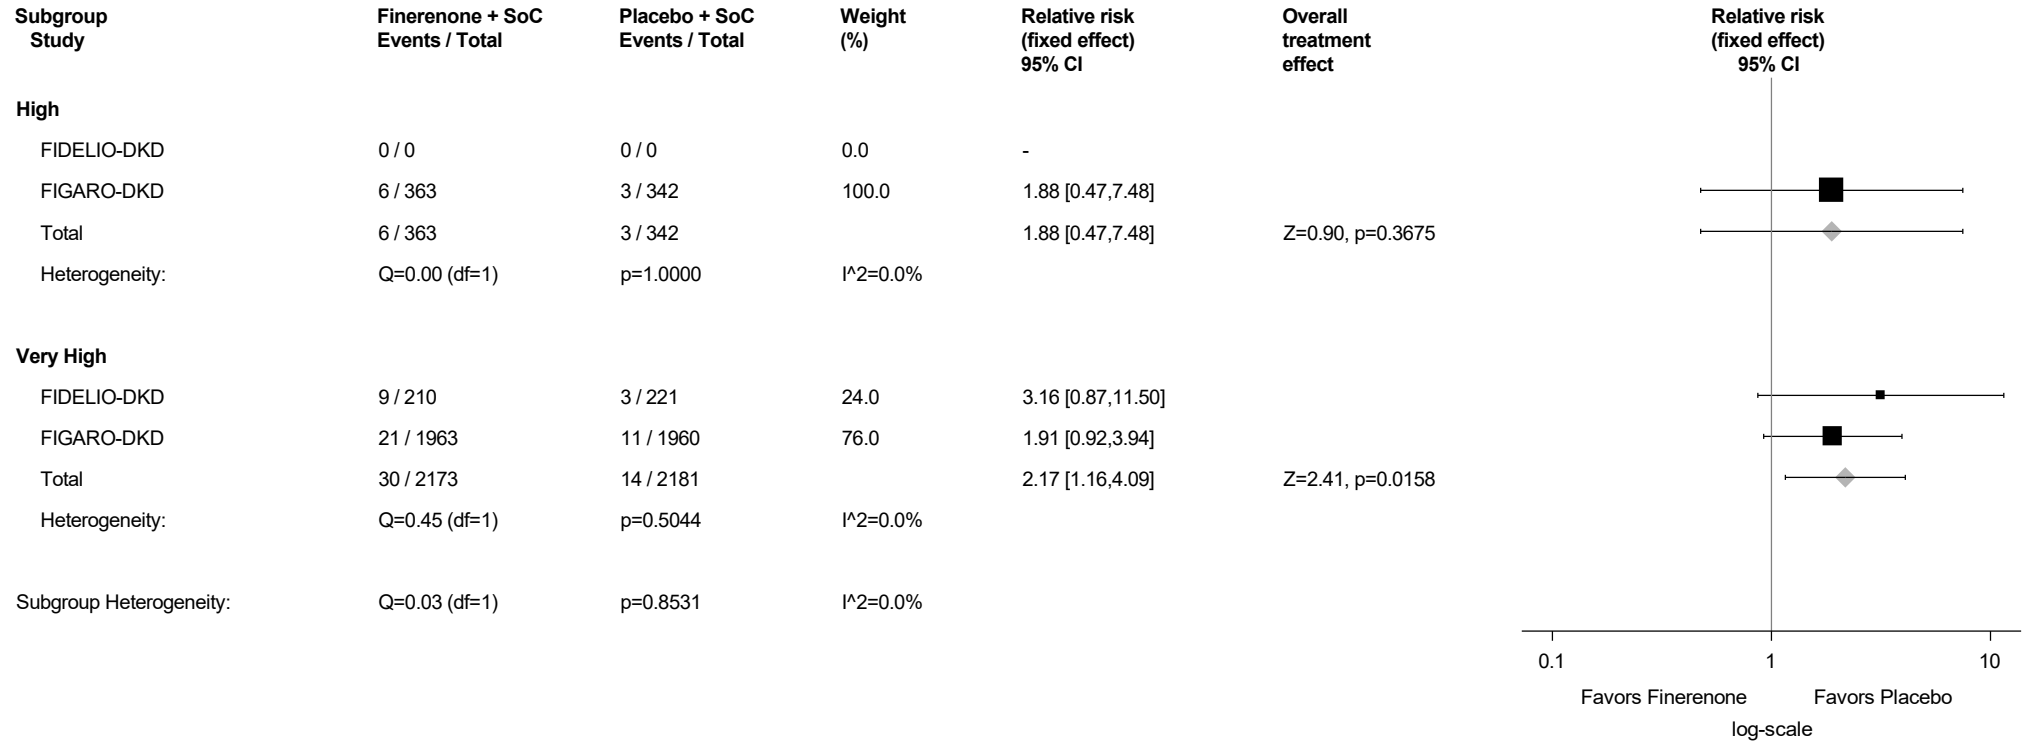 Subgroup Finerenone + SoC Placebo + SoC Weight Relative risk Overall Relative risk
Study Events / Total Events / Total (%) (fixed effect) treatment (fixed effect)
95% CI effect 95% CI
High
FIDELIO-DKD 0 / 0 0 / 0 0.0 -
FIGARO-DKD 6 / 363 3 / 342 100.0 1.88 [0.47,7.48]
Total 6 / 363 3 / 342 1.88 [0.47,7.48] Z=0.90, p=0.3675
Heterogeneity: Q=0.00 (df=1) p=1.0000 I^2=0.0%
Very High
FIDELIO-DKD 9 / 210 3 / 221 24.0 3.16 [0.87,11.50]
FIGARO-DKD 21 / 1963 11 / 1960 76.0 1.91 [0.92,3.94]
Total 30 / 2173 14 / 2181 2.17 [1.16,4.09] Z=2.41, p=0.0158
Heterogeneity: Q=0.45 (df=1) p=0.5044 I^2=0.0%
Subgroup Heterogeneity: Q=0.03 (df=1) p=0.8531 I^2=0.0%
0.1 1 10
Favors Finerenone Favors Placebo
log-scale